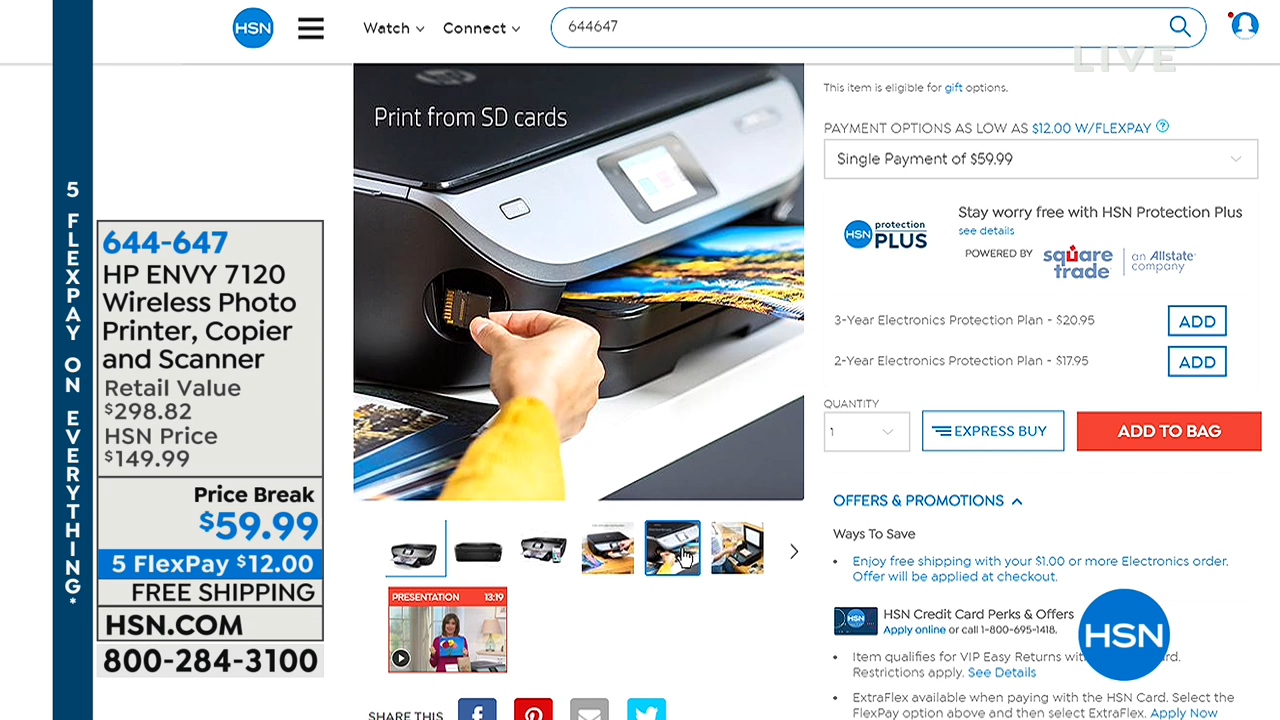 5 FLEXPAY ON EVERYTHING.*
HSN
Watch
Connect
644647
LIVE
644-647
HP ENVY 7120
Wireless Photo
Printer, Copier
and Scanner
Retail Value
$298.82
HSN Price
$149.99
Price Break
$59.99
5 FlexPay $12.00
FREE SHIPPING
HSN.COM
800-284-3100
hp
Print from SD cards
PRESENTATION 13:19
SHARE THIS
This item is eligible for gift options.
PAYMENT OPTIONS AS LOW AS $12.00 W/FLEXPAY ?
Single Payment of $59.99
HSN protection PLUS
Stay worry free with HSN Protection Plus
see details
POWERED BY square trade an Allstate company
3-Year Electronics Protection Plan - $20.95 ADD
2-Year Electronics Protection Plan - $17.95 ADD
QUANTITY
1 EXPRESS BUY ADD TO BAG
OFFERS & PROMOTIONS
Ways To Save
• Enjoy free shipping with your $1.00 or more Electronics order.
Offer will be applied at checkout.
HSN HSN Credit Card Perks & Offers
Apply online or call 1-800-695-1418.
HSN
• Item qualifies for VIP Easy Returns rd.
Restrictions apply. See Details
• ExtraFlex available when paying with the HSN Card. Select the
FlexPay option above and then select ExtraFlex. Apply Now